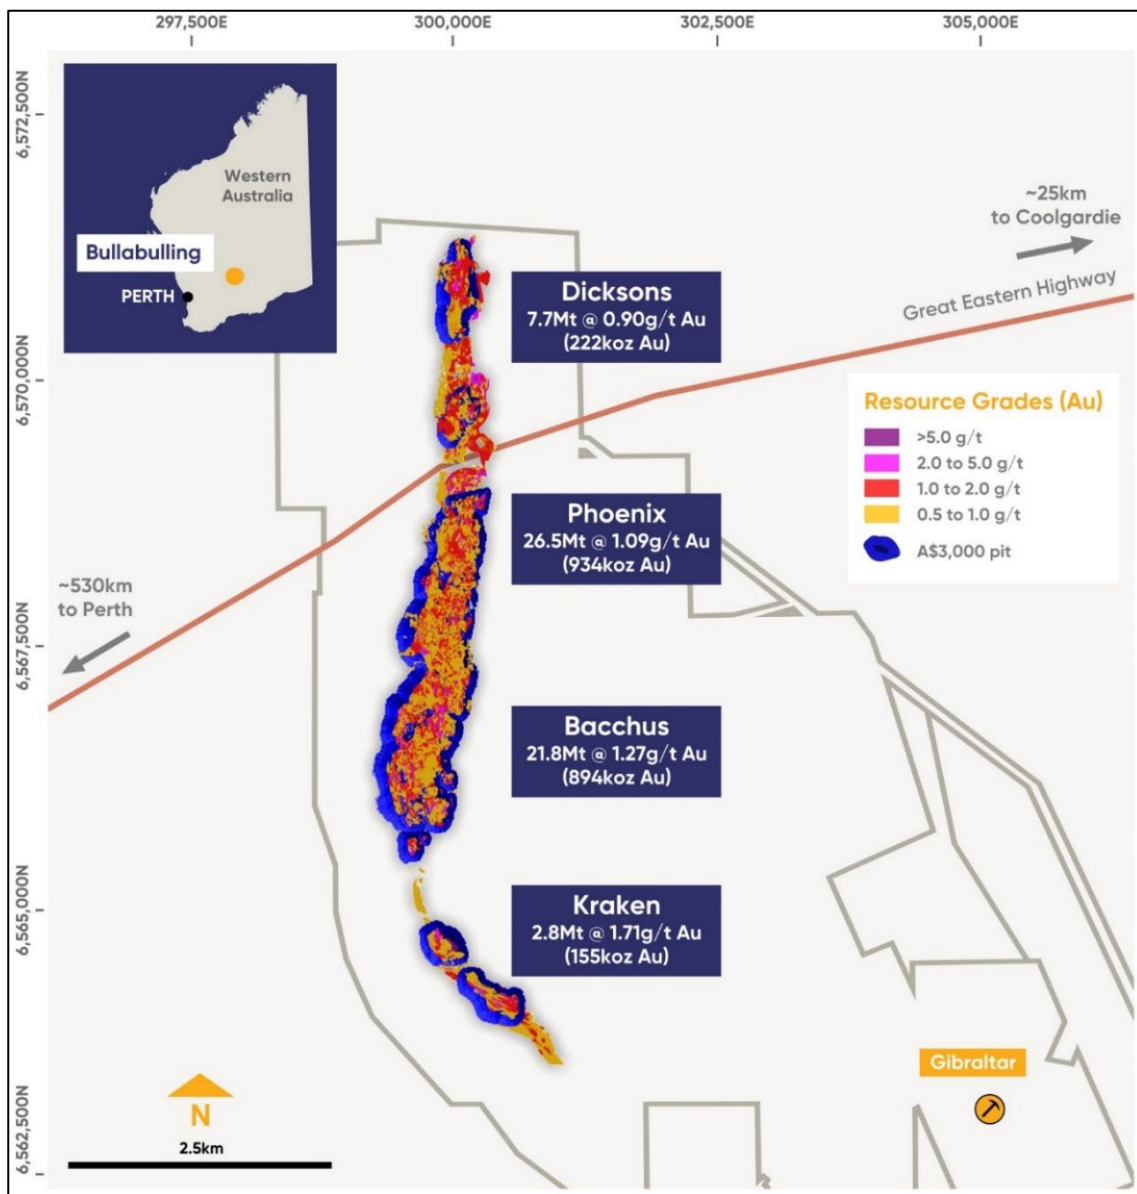 297,500E
300,000E
302,500E
305,000E
6,572,500N
6,570,000N
6,567,500N
6,565,000N
6,562,500N
Western
Australia
Bullabulling
PERTH
~25km
to Coolgardie
Great Eastern Highway
Dicksons
7.7Mt @ 0.90g/t Au
(222koz Au)
Resource Grades (Au)
>5.0 g/t
2.0 to 5.0 g/t
1.0 to 2.0 g/t
0.5 to 1.0 g/t
A$3,000 pit
Phoenix
26.5Mt @ 1.09g/t Au
(934koz Au)
~530km
to Perth
Bacchus
21.8Mt @ 1.27g/t Au
(894koz Au)
Kraken
2.8Mt @ 1.71g/t Au
(155koz Au)
Gibraltar
N
2.5km